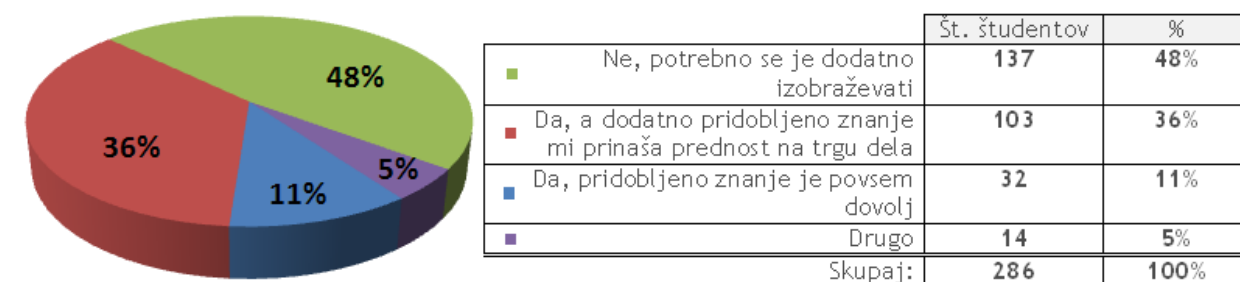 48%
36%
5%
11%
Št. študentov %
Ne, potrebno se je dodatno 137 48%
izobraževati
Da, a dodatno pridobljeno znanje 103 36%
mi prinaša prednost na trgu dela
Da, pridobljeno znanje je povsem 32 11%
dovolj
Drugo 14 5%
Skupaj: 286 100%